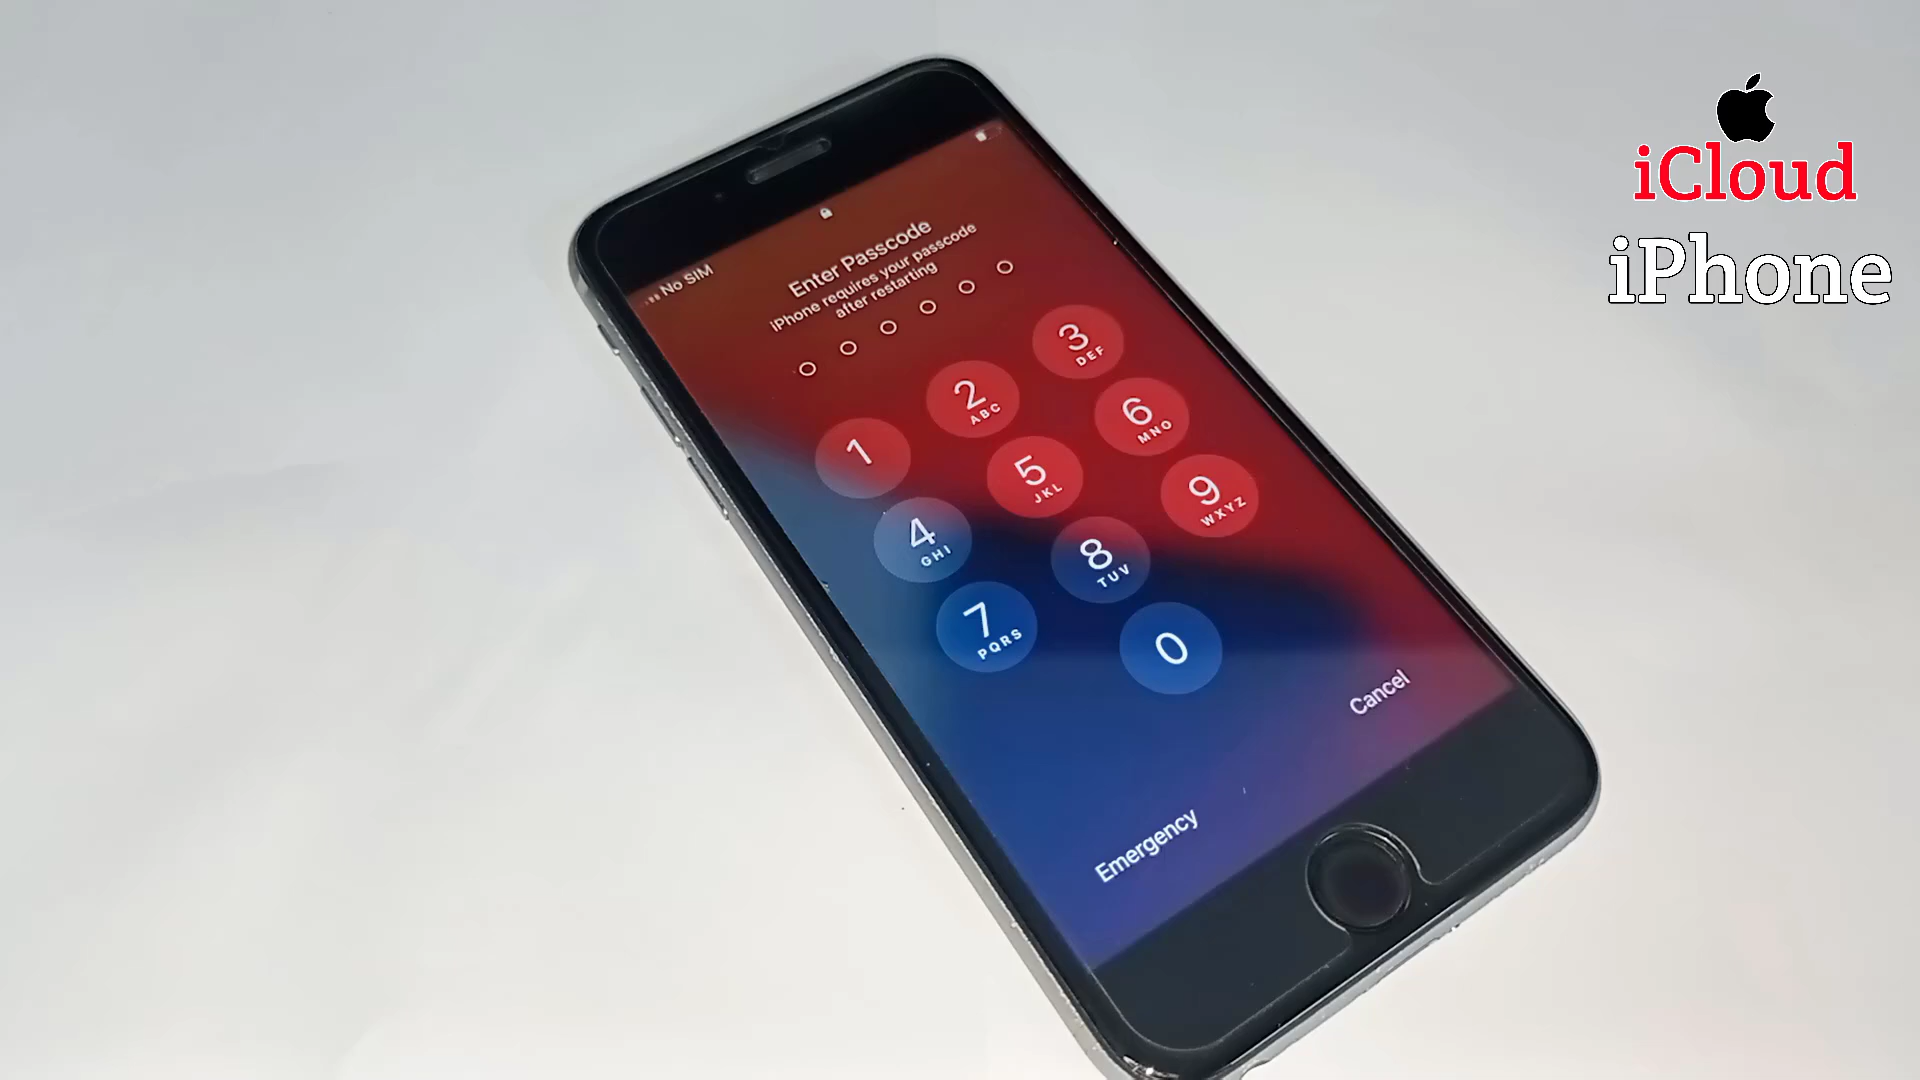 iCloud
iPhone
No SIM
Enter Passcode
iPhone requires your passcode
after restarting
1
2
ABC
3
DEF
4
GHI
5
JKL
6
MNO
7
PQRS
8
TUV
9
WXYZ
0
Emergency
Cancel